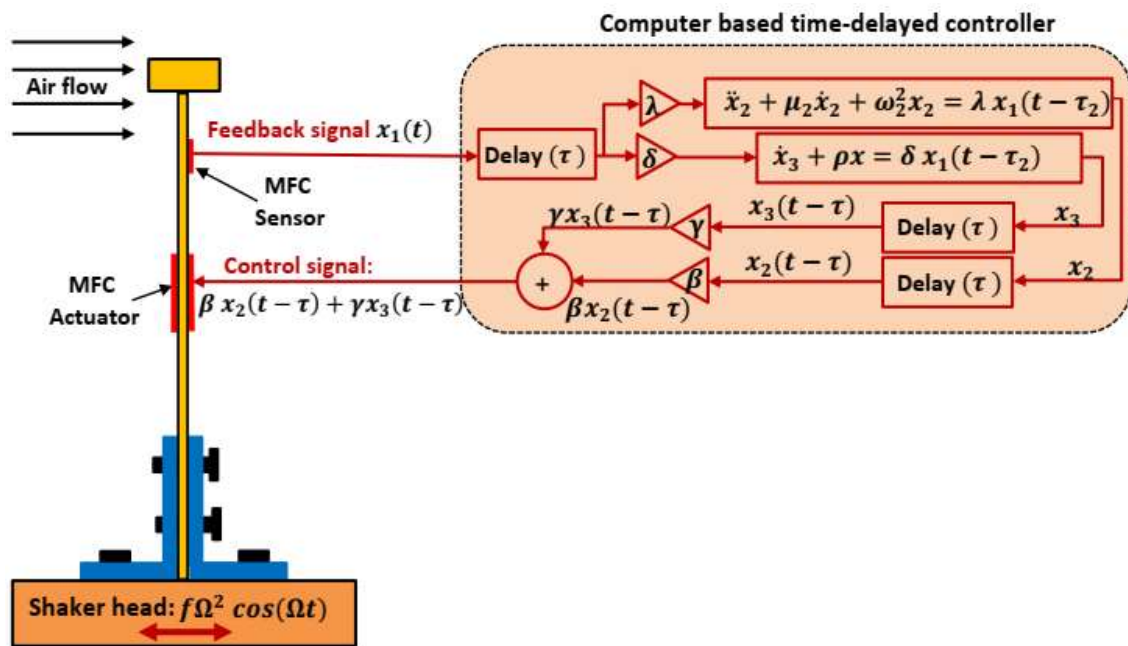 Computer based time-delayed controller
Air flow
Feedback signal x₁(t)
MFC
Sensor
Delay (τ)
λ
ẍ₂ + μ₂ẋ₂ + ω₂²x₂ = λ x₁(t − τ₂)
δ
ẋ₃ + ρx = δ x₁(t − τ₂)
γx₃(t − τ)
γ
x₃(t − τ)
Delay (τ)
x₃
MFC
Actuator
Control signal:
β x₂(t − τ) + γx₃(t − τ)
+
βx₂(t − τ)
β
x₂(t − τ)
Delay (τ)
x₂
Shaker head: fΩ² cos(Ωt)